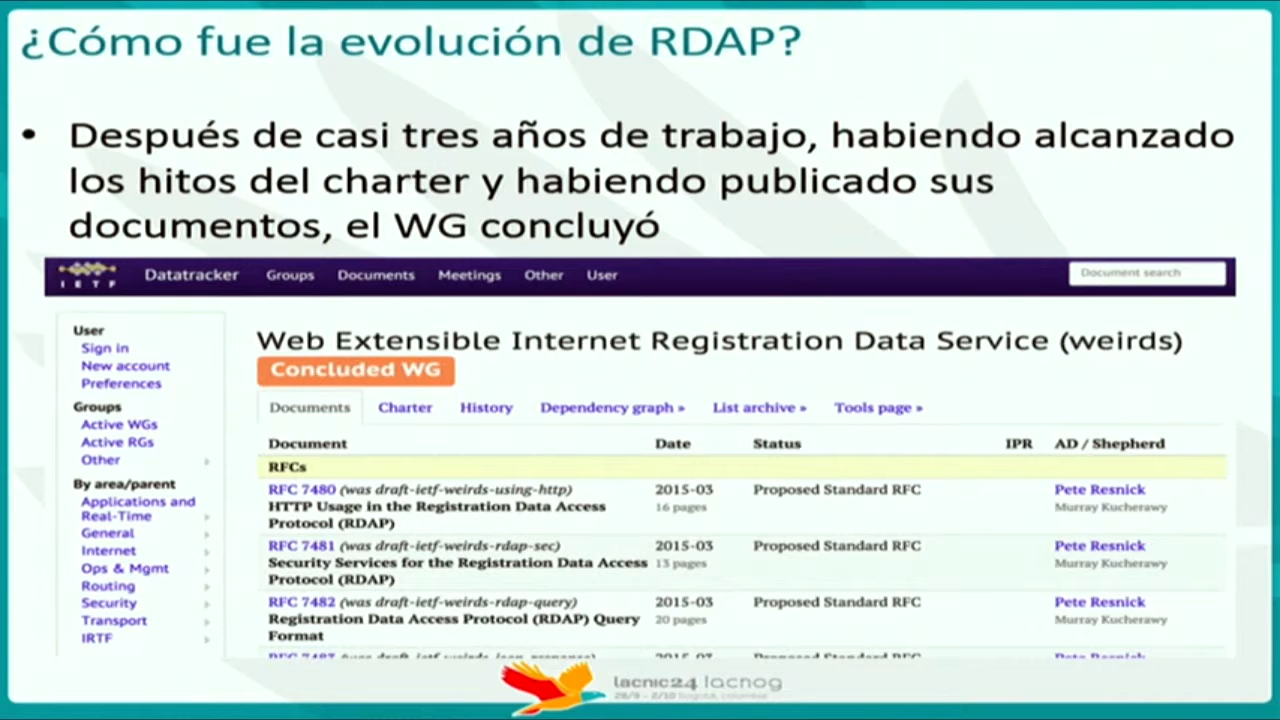 ¿Cómo fue la evolución de RDAP?
• Después de casi tres años de trabajo, habiendo alcanzado
los hitos del charter y habiendo publicado sus
documentos, el WG concluyó
IETF
Datatracker Groups Documents Meetings Other User Document search
User
Sign in
New account
Preferences
Groups
Active WGs
Active RGs
Other
By area/parent
Applications and
Real-Time
General
Internet
Ops & Mgmt
Routing
Security
Transport
IRTF
Web Extensible Internet Registration Data Service (weirds)
Concluded WG
Documents Charter History Dependency graph » List archive » Tools page »
Document Date Status IPR AD / Shepherd
RFCs
RFC 7480 (was draft-ietf-weirds-using-http) 2015-03 Proposed Standard RFC Pete Resnick
HTTP Usage in the Registration Data Access 16 pages Murray Kucherawy
Protocol (RDAP)
RFC 7481 (was draft-ietf-weirds-rdap-sec) 2015-03 Proposed Standard RFC Pete Resnick
Security Services for the Registration Data Access 13 pages Murray Kucherawy
Protocol (RDAP)
RFC 7482 (was draft-ietf-weirds-rdap-query) 2015-03 Proposed Standard RFC Pete Resnick
Registration Data Access Protocol (RDAP) Query 20 pages Murray Kucherawy
Format
lacnic24 lacnog
28/9 - 2/10 bogotá, colombia